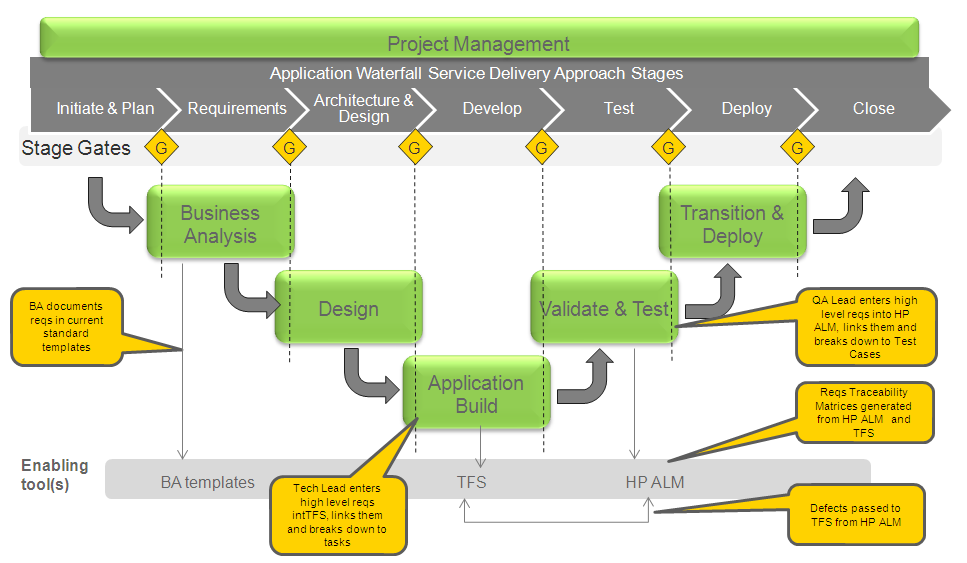 Project Management
Application Waterfall Service Delivery Approach Stages
Initiate & Plan
Requirements
Architecture &
Design
Develop
Test
Deploy
Close
Stage Gates
G
G
G
G
G
G
Business
Analysis
Transition &
Deploy
Design
Validate & Test
Application
Build
BA documents
reqs in current
standard
templates
QA Lead enters high
level reqs into HP
ALM, links them and
breaks down to Test
Cases
Reqs Traceability
Matrices generated
from HP ALM and
TFS
Enabling
tool(s)
BA templates
TFS
HP ALM
Tech Lead enters
high level reqs
intTFS, links them
and breaks down to
tasks
Defects passed to
TFS from HP ALM